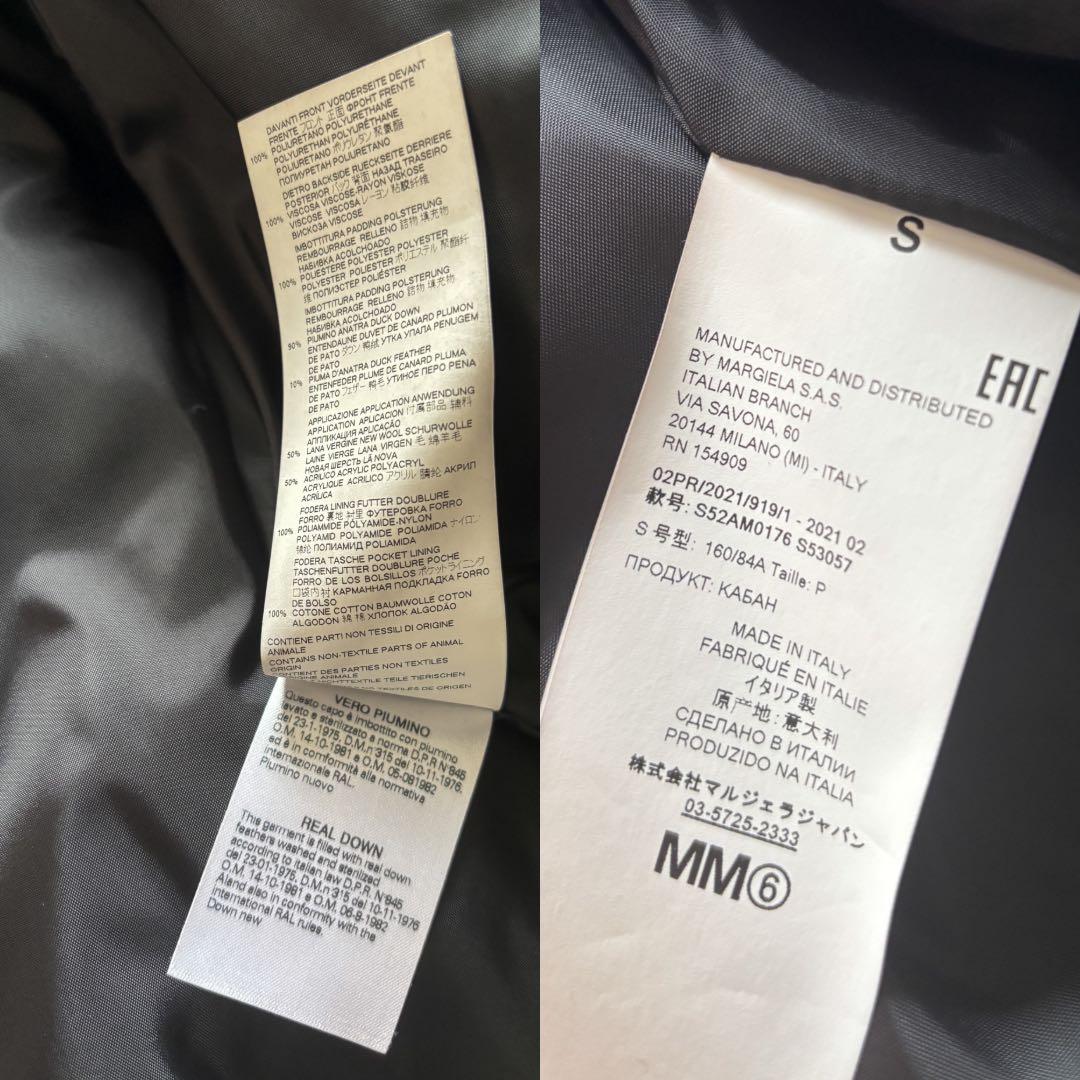 DAVANTI FRONT VORDERSEITE DEVANT
FRENTE フロント 正面 ФРОНТ FRENTE
100% POLIURETANO POLYURETHANE
POLYURETHAN POLYURÉTHANE
POLIURETANO ポリウレタン 聚氨酯
ПОЛИУРЕТАН POLIURETANO
DIETRO BACKSIDE RUECKSEITE DERRIERE
POSTERIOR バック 背面 НАЗАД TRASEIRO
100% VISCOSA VISCOSE-RAYON VISKOSE
VISCOSE VISCOSA レーヨン 粘胶纤维
ВИСКОЗА VISCOSE
IMBOTTITURA PADDING POLSTERUNG
REMBOURRAGE RELLENO 詰物 填充物
НАБИВКА ACOLCHOADO
100% POLIESTERE POLYESTER POLYESTER
POLYESTER POLIESTER ポリエステル 聚酯纤
维 ПОЛИЭСТЕР POLIÉSTER
IMBOTTITURA PADDING POLSTERUNG
REMBOURRAGE RELLENO 詰物 填充物
НАБИВКА ACOLCHOADO
90% PIUMINO ANATRA DUCK DOWN
ENTENDAUNE DUVET DE CANARD PLUMON
DE PATO ダウン 鸭绒 УТКА УПАЛА PENUGEM
DE PATO
10% PIUMA D'ANATRA DUCK FEATHER
ENTENFEDER PLUME DE CANARD PLUMA
DE PATO フェザー 鸭毛 УТИНОЕ ПЕРО PENA
DE PATO
APPLICAZIONE APPLICATION ANWENDUNG
APPLICATION APLICACION 付属部品 辅料
АППЛИКАЦИЯ APLICAÇÃO
50% LANA VERGINE NEW WOOL SCHURWOLLE
LAINE VIERGE LANA VIRGEN 毛 绵羊毛
НОВАЯ ШЕРСТЬ LÃ NOVA
50% ACRILICO ACRYLIC POLYACRYL
ACRYLIQUE ACRILICO アクリル 腈纶 АКРИЛ
ACRÍLICA
FODERA LINING FUTTER DOUBLURE
FORRO 裏地 衬里 ФУТЕРОВКА FORRO
100% POLIAMMIDE POLYAMIDE-NYLON
POLYAMID POLYAMIDE POLIAMIDA ナイロン
锦纶 ПОЛИАМИД POLIAMIDA
FODERA TASCHE POCKET LINING
TASCHENFUTTER DOUBLURE POCHE
FORRO DE LOS BOLSILLOS ポケットライニング
口袋内衬 КАРМАННАЯ ПОДКЛАДКА FORRO
DE BOLSO
100% COTONE COTTON BAUMWOLLE COTON
ALGODON 綿 棉 ХЛОПОК ALGODÃO
CONTIENE PARTI NON TESSILI DI ORIGINE
ANIMALE
CONTAINS NON-TEXTILE PARTS OF ANIMAL
ORIGIN
CONTIENT DES PARTIES NON TEXTILES
ORIGINE ANIMALE
NICHTTEXTILE TEILE TIERISCHEN
NO TEXTILES DE ORIGEN
VERO PIUMINO
Questo capo è imbottito con piumino
lavato e sterilizzato a norma D.P.R. N°845
del 23-1-1975, D.M.n°315 del 10-11-1976,
O.M. 14-10-1981 e O.M. 05-081982
ed è in conformità alla normativa
internazionale RAL.
Piumino nuovo
REAL DOWN
This garment is filled with real down
feathers washed and sterilized
according to italian law D.P.R. N°845
del 23-01-1975, D.M.n°315 del 10-11-1976
O.M. 14-10-1981 e O.M. 06-8-1982
Aland also in conformity with the
international RAL rules.
Down new
S
MANUFACTURED AND DISTRIBUTED
BY MARGIELA S.A.S.
ITALIAN BRANCH
VIA SAVONA, 60
20144 MILANO (MI) - ITALY
RN 154909
EAC
02PR/2021/919/1 - 2021 02
款号: S52AM0176 S53057
S 号型: 160/84A Taille: P
ПРОДУКТ: КАБАН
MADE IN ITALY
FABRIQUÉ EN ITALIE
イタリア製
原产地: 意大利
СДЕЛАНО В ИТАЛИИ
PRODUZIDO NA ITALIA
株式会社マルジェラジャパン
03-5725-2333
MM⑥